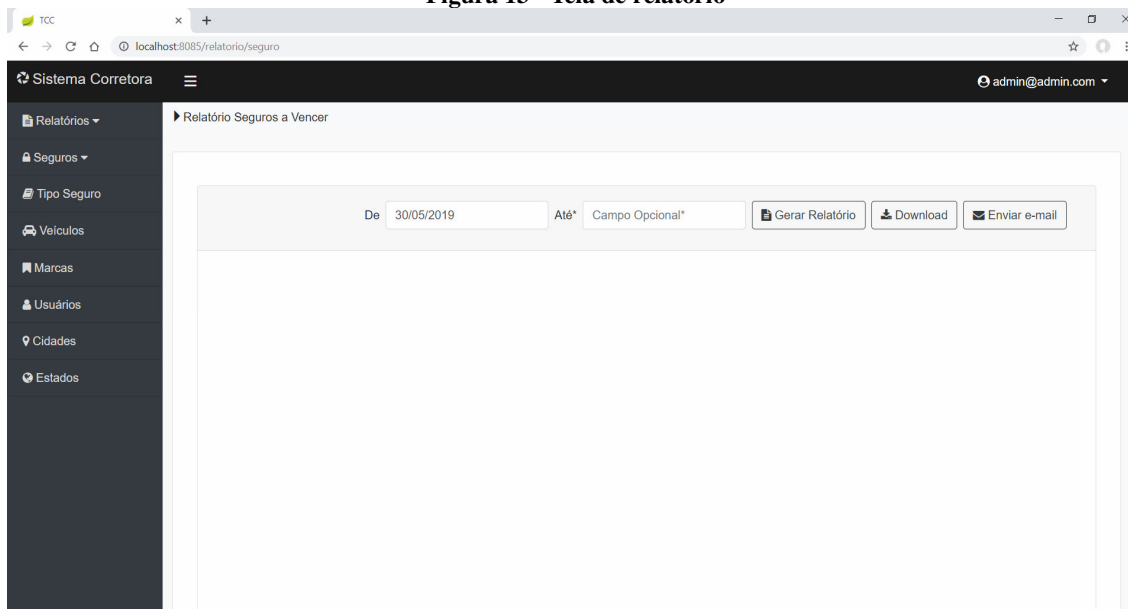 Figura 13 - Tela de relatório
TCC
localhost:8085/relatorio/seguro
Sistema Corretora
admin@admin.com
Relatórios
Relatório Seguros a Vencer
Seguros
Tipo Seguro
De 30/05/2019 Até* Campo Opcional* Gerar Relatório Download Enviar e-mail
Veículos
Marcas
Usuários
Cidades
Estados